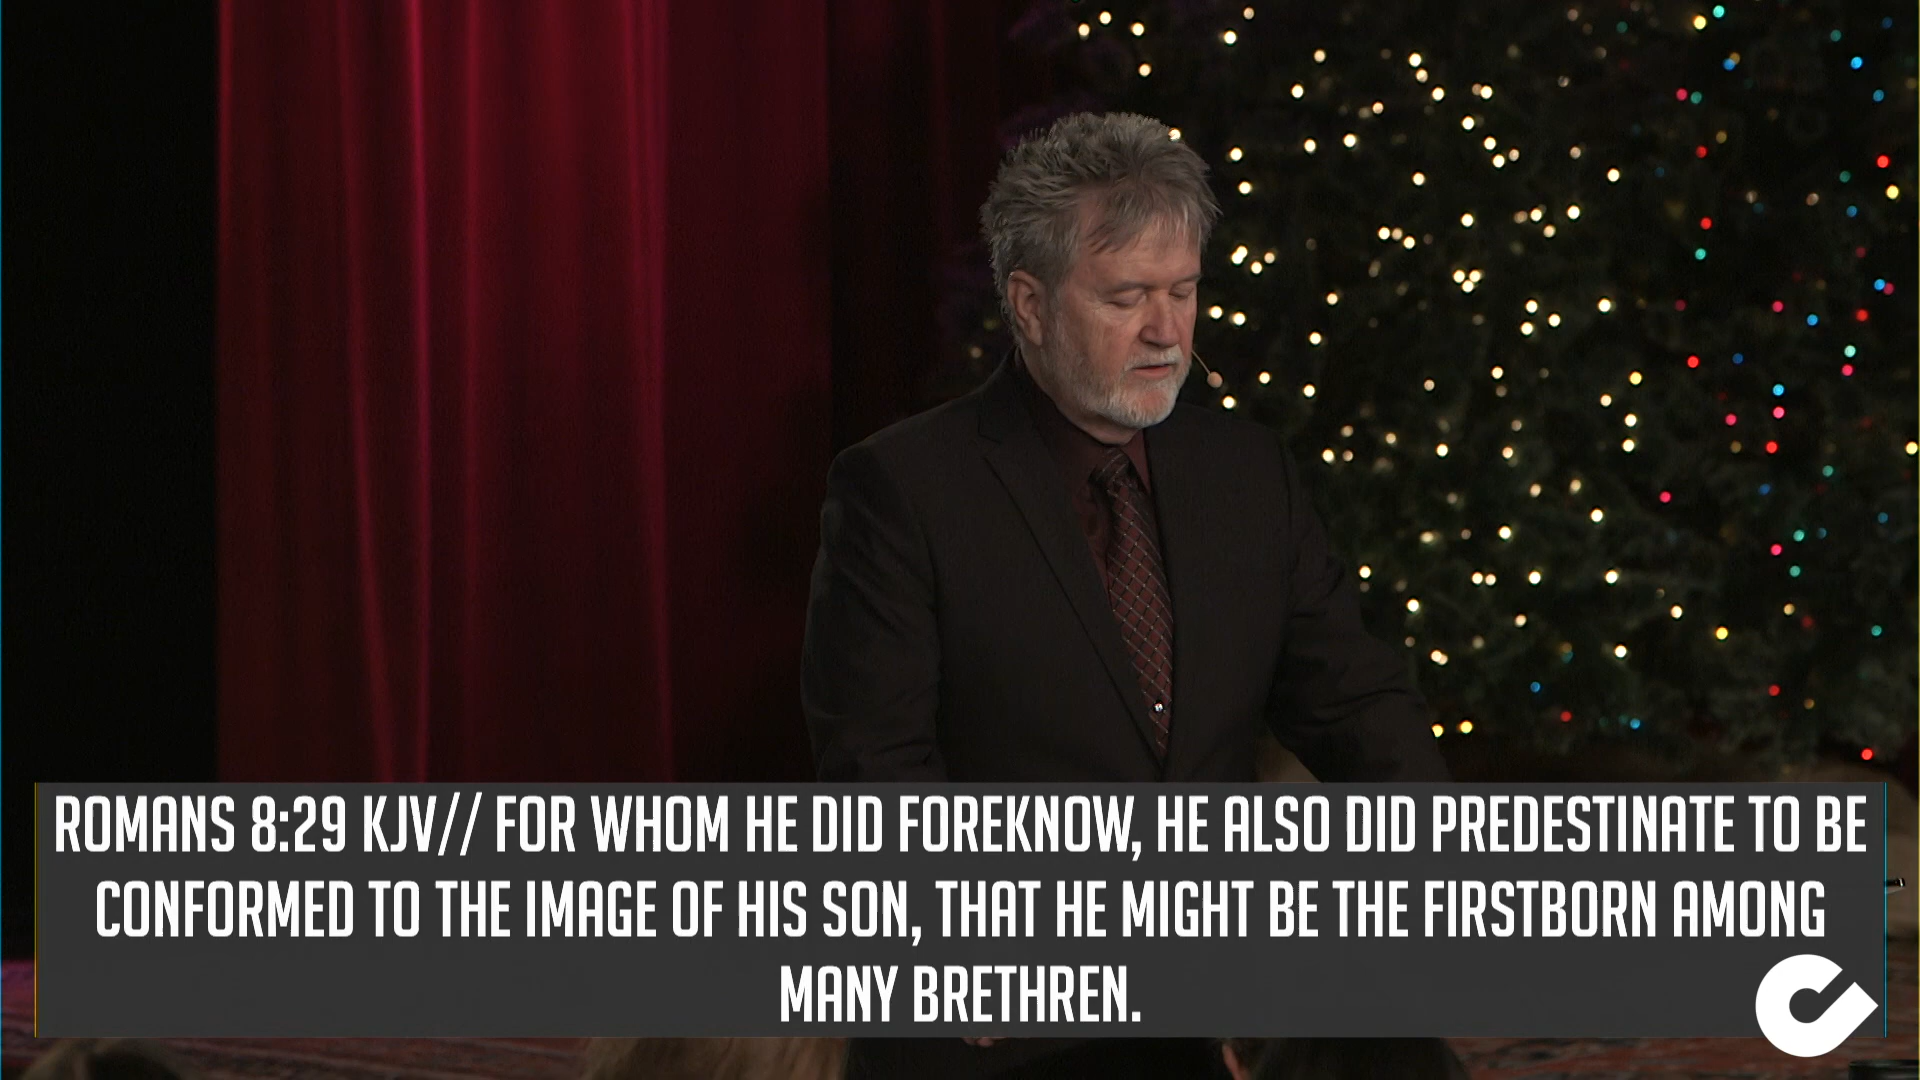 ROMANS 8:29 KJV// FOR WHOM HE DID FOREKNOW, HE ALSO DID PREDESTINATE TO BE
CONFORMED TO THE IMAGE OF HIS SON, THAT HE MIGHT BE THE FIRSTBORN AMONG
MANY BRETHREN.